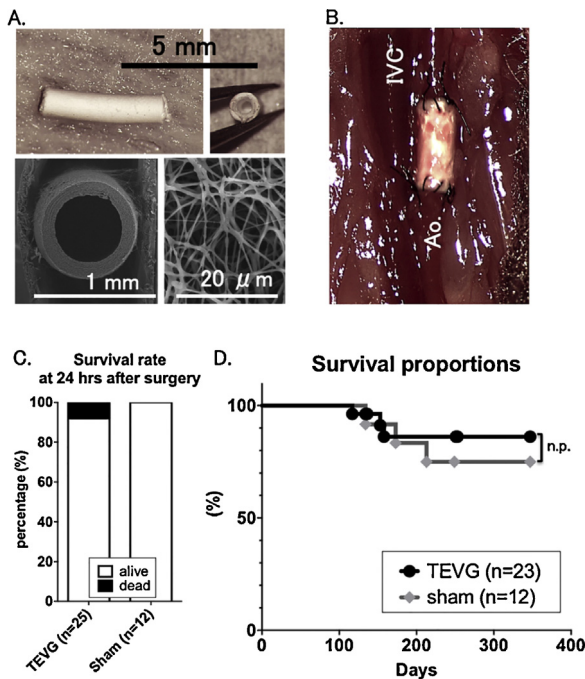 A.
5 mm
1 mm
20 μm
B.
IVC
Ao.
C.
Survival rate
at 24 hrs after surgery
percentage (%)
100
80
60
40
20
0
alive
dead
TEVG (n=25)
Sham (n=12)
D.
Survival proportions
(%)
100
50
0
n.p.
TEVG (n=23)
sham (n=12)
0
100
200
300
400
Days